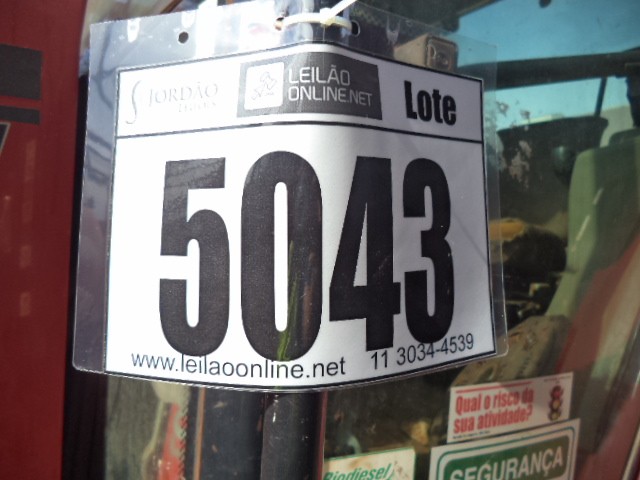 JORDÃO
LEILÃO
ONLINE.NET
Lote
5043
www.leilaoonline.net 11 3034-4539
Qual o risco da
sua atividade?
Biodiesel
SEGURANÇA